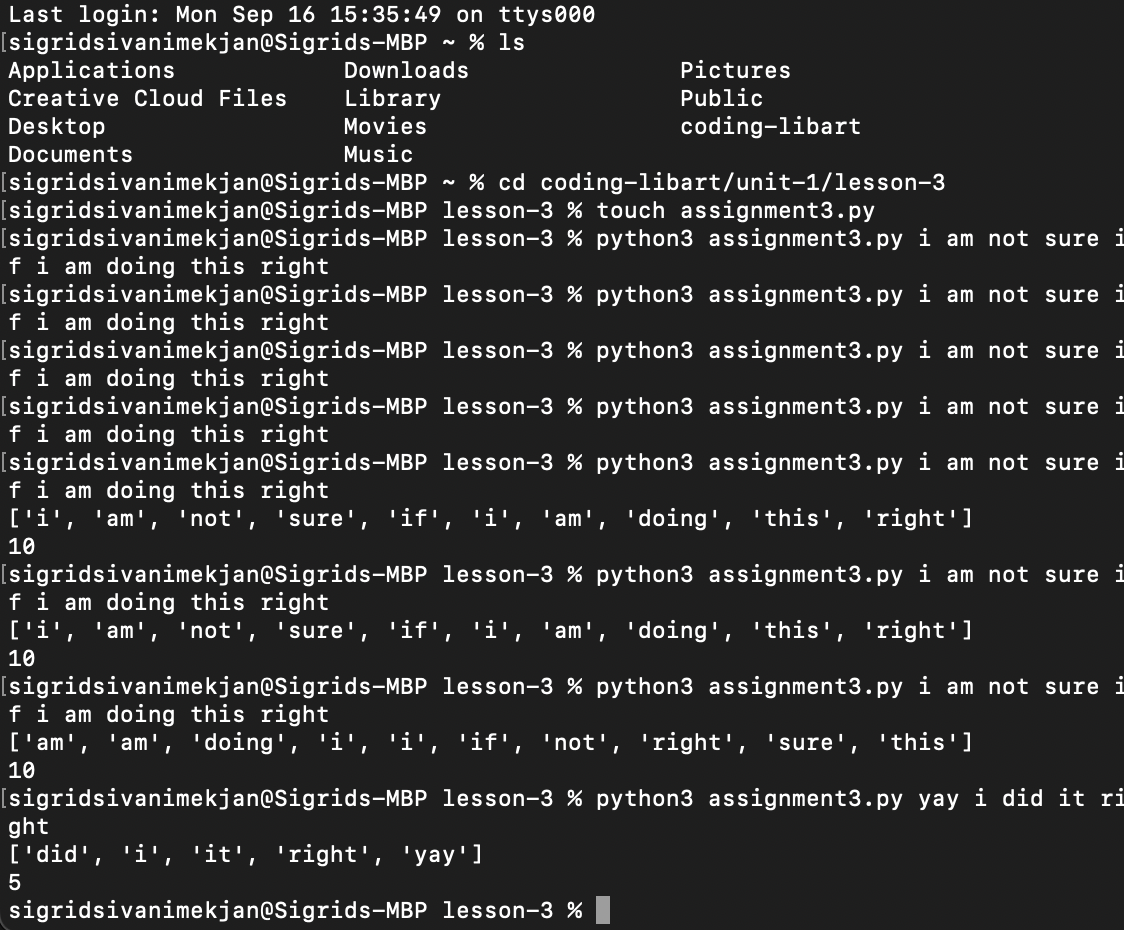 Last login: Mon Sep 16 15:35:49 on ttys000
[sigridsivanimekjan@Sigrids-MBP ~ % ls
Applications Downloads Pictures
Creative Cloud Files Library Public
Desktop Movies coding-libart
Documents Music
[sigridsivanimekjan@Sigrids-MBP ~ % cd coding-libart/unit-1/lesson-3
[sigridsivanimekjan@Sigrids-MBP lesson-3 % touch assignment3.py
[sigridsivanimekjan@Sigrids-MBP lesson-3 % python3 assignment3.py i am not sure i
f i am doing this right
[sigridsivanimekjan@Sigrids-MBP lesson-3 % python3 assignment3.py i am not sure i
f i am doing this right
[sigridsivanimekjan@Sigrids-MBP lesson-3 % python3 assignment3.py i am not sure i
f i am doing this right
[sigridsivanimekjan@Sigrids-MBP lesson-3 % python3 assignment3.py i am not sure i
f i am doing this right
[sigridsivanimekjan@Sigrids-MBP lesson-3 % python3 assignment3.py i am not sure i
f i am doing this right
['i', 'am', 'not', 'sure', 'if', 'i', 'am', 'doing', 'this', 'right']
10
[sigridsivanimekjan@Sigrids-MBP lesson-3 % python3 assignment3.py i am not sure i
f i am doing this right
['i', 'am', 'not', 'sure', 'if', 'i', 'am', 'doing', 'this', 'right']
10
[sigridsivanimekjan@Sigrids-MBP lesson-3 % python3 assignment3.py i am not sure i
f i am doing this right
['am', 'am', 'doing', 'i', 'i', 'if', 'not', 'right', 'sure', 'this']
10
[sigridsivanimekjan@Sigrids-MBP lesson-3 % python3 assignment3.py yay i did it ri
ght
['did', 'i', 'it', 'right', 'yay']
5
sigridsivanimekjan@Sigrids-MBP lesson-3 %